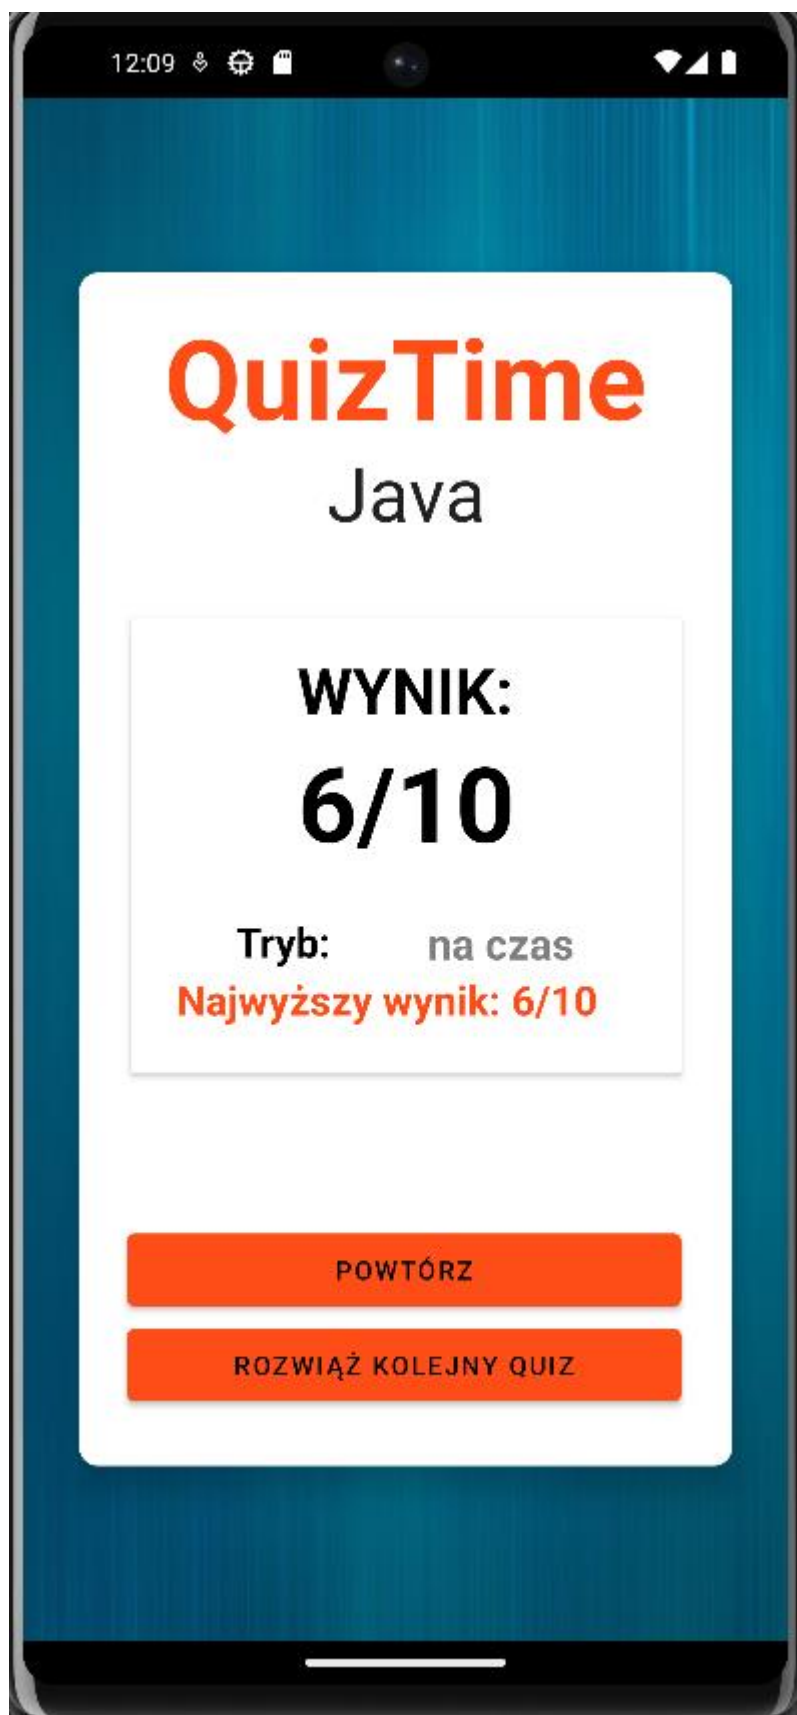 12:09
QuizTime
Java
WYNIK:
6/10
Tryb: na czas
Najwyższy wynik: 6/10
POWTÓRZ
ROZWIĄŻ KOLEJNY QUIZ